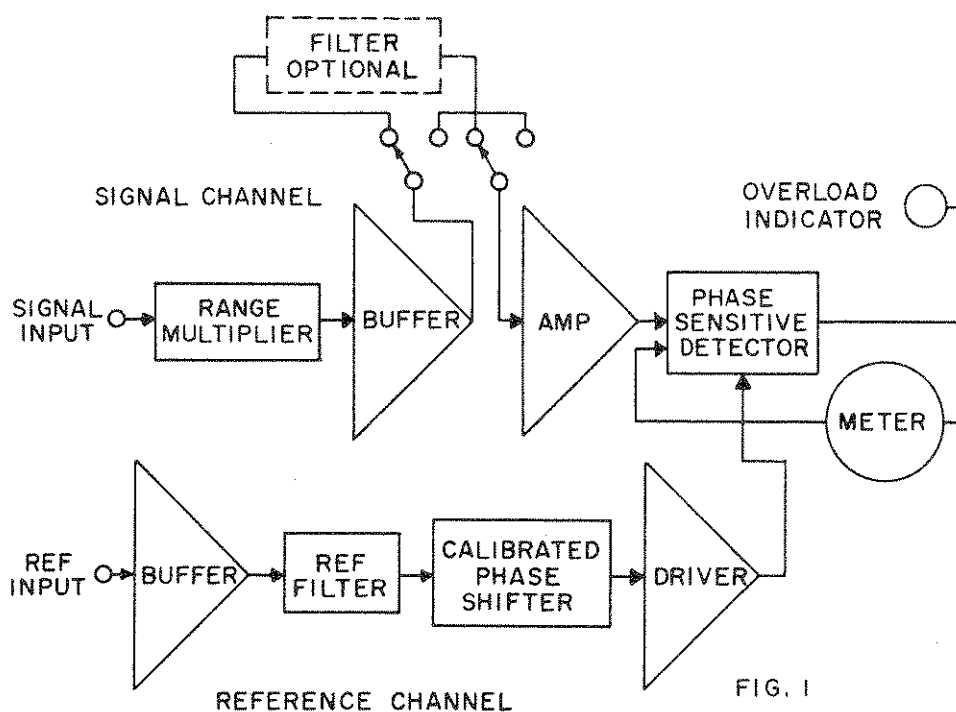 FILTER
OPTIONAL
SIGNAL CHANNEL
OVERLOAD
INDICATOR
SIGNAL
INPUT
RANGE
MULTIPLIER
BUFFER
AMP
PHASE
SENSITIVE
DETECTOR
METER
REF
INPUT
BUFFER
REF
FILTER
CALIBRATED
PHASE
SHIFTER
DRIVER
REFERENCE CHANNEL
FIG. I